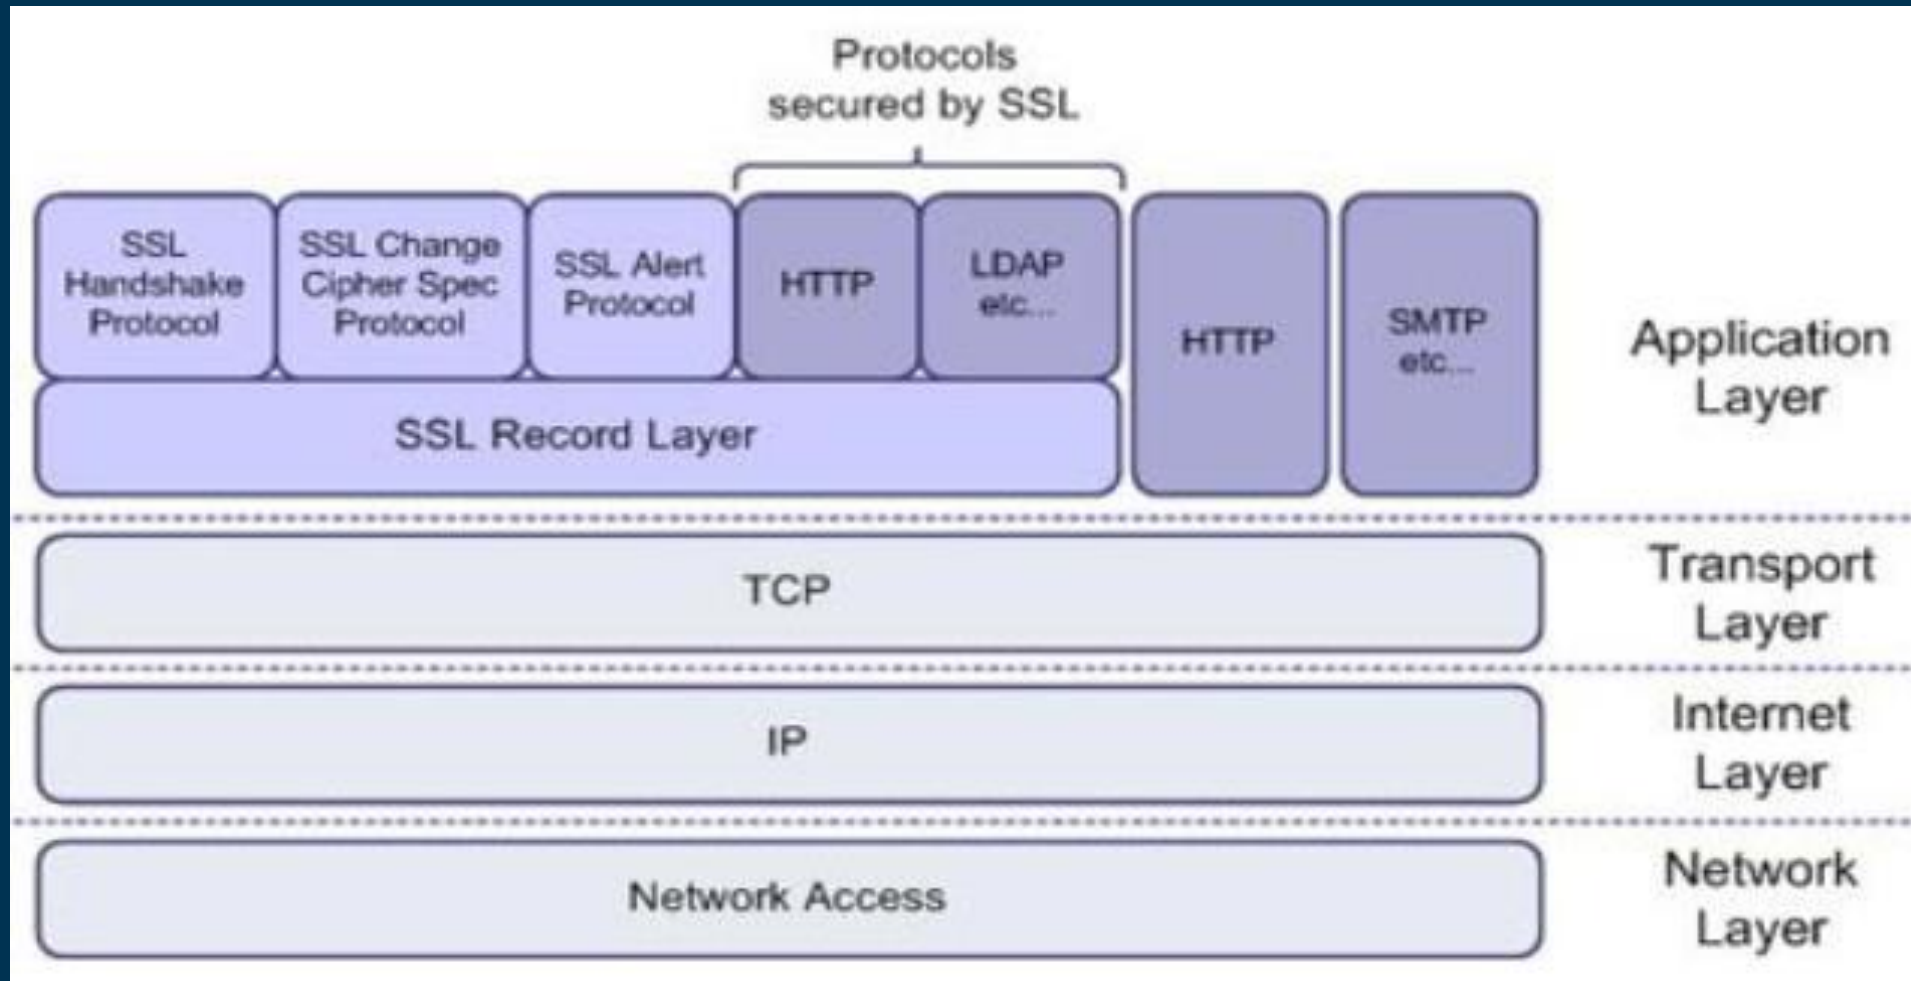 Protocols
secured by SSL
SSL
Handshake
Protocol
SSL Change
Cipher Spec
Protocol
SSL Alert
Protocol
HTTP
LDAP
etc...
HTTP
SMTP
etc...
Application
Layer
SSL Record Layer
TCP
Transport
Layer
IP
Internet
Layer
Network Access
Network
Layer